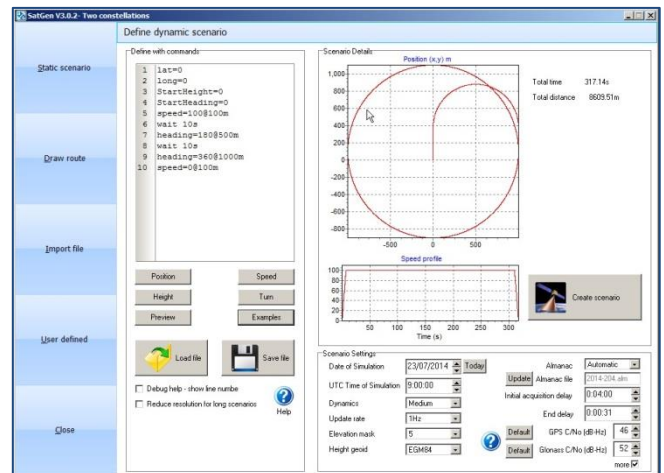 SatGen V3.0.2- Two constellations
Define dynamic scenario
Static scenario
Draw route
Import file
User defined
Close
Define with commands
1 lat=0
2 long=0
3 StartHeight=0
4 StartHeading=0
5 speed=100@100m
6 wait 10s
7 heading=180@500m
8 wait 10s
9 heading=360@1000m
10 speed=0@100m
Position
Speed
Height
Turn
Preview
Examples
Load file
Save file
Debug help - show line numbe
Reduce resolution for long scenarios
Help
Scenario Details
Position (x,y) m
1,000
800
600
400
200
0
-200
-400
-600
-800
-500 0 500
Total time 317.14s
Total distance 8609.51m
Speed profile
100
80
60
40
20
0
50 100 150 200 250 300
Time (s)
Create scenario
Scenario Settings
Date of Simulation 23/07/2014 Today
UTC Time of Simulation 9:00:00
Dynamics Medium
Update rate 1Hz
Elevation mask 5
Height geoid EGM84
Almanac Automatic
Update Almanac file 2014-204.alm
Initial acquisition delay 0:04:00
End delay 0:00:31
Default GPS C/No (dB-Hz) 46
Default Glonass C/No (dB-Hz) 52
more